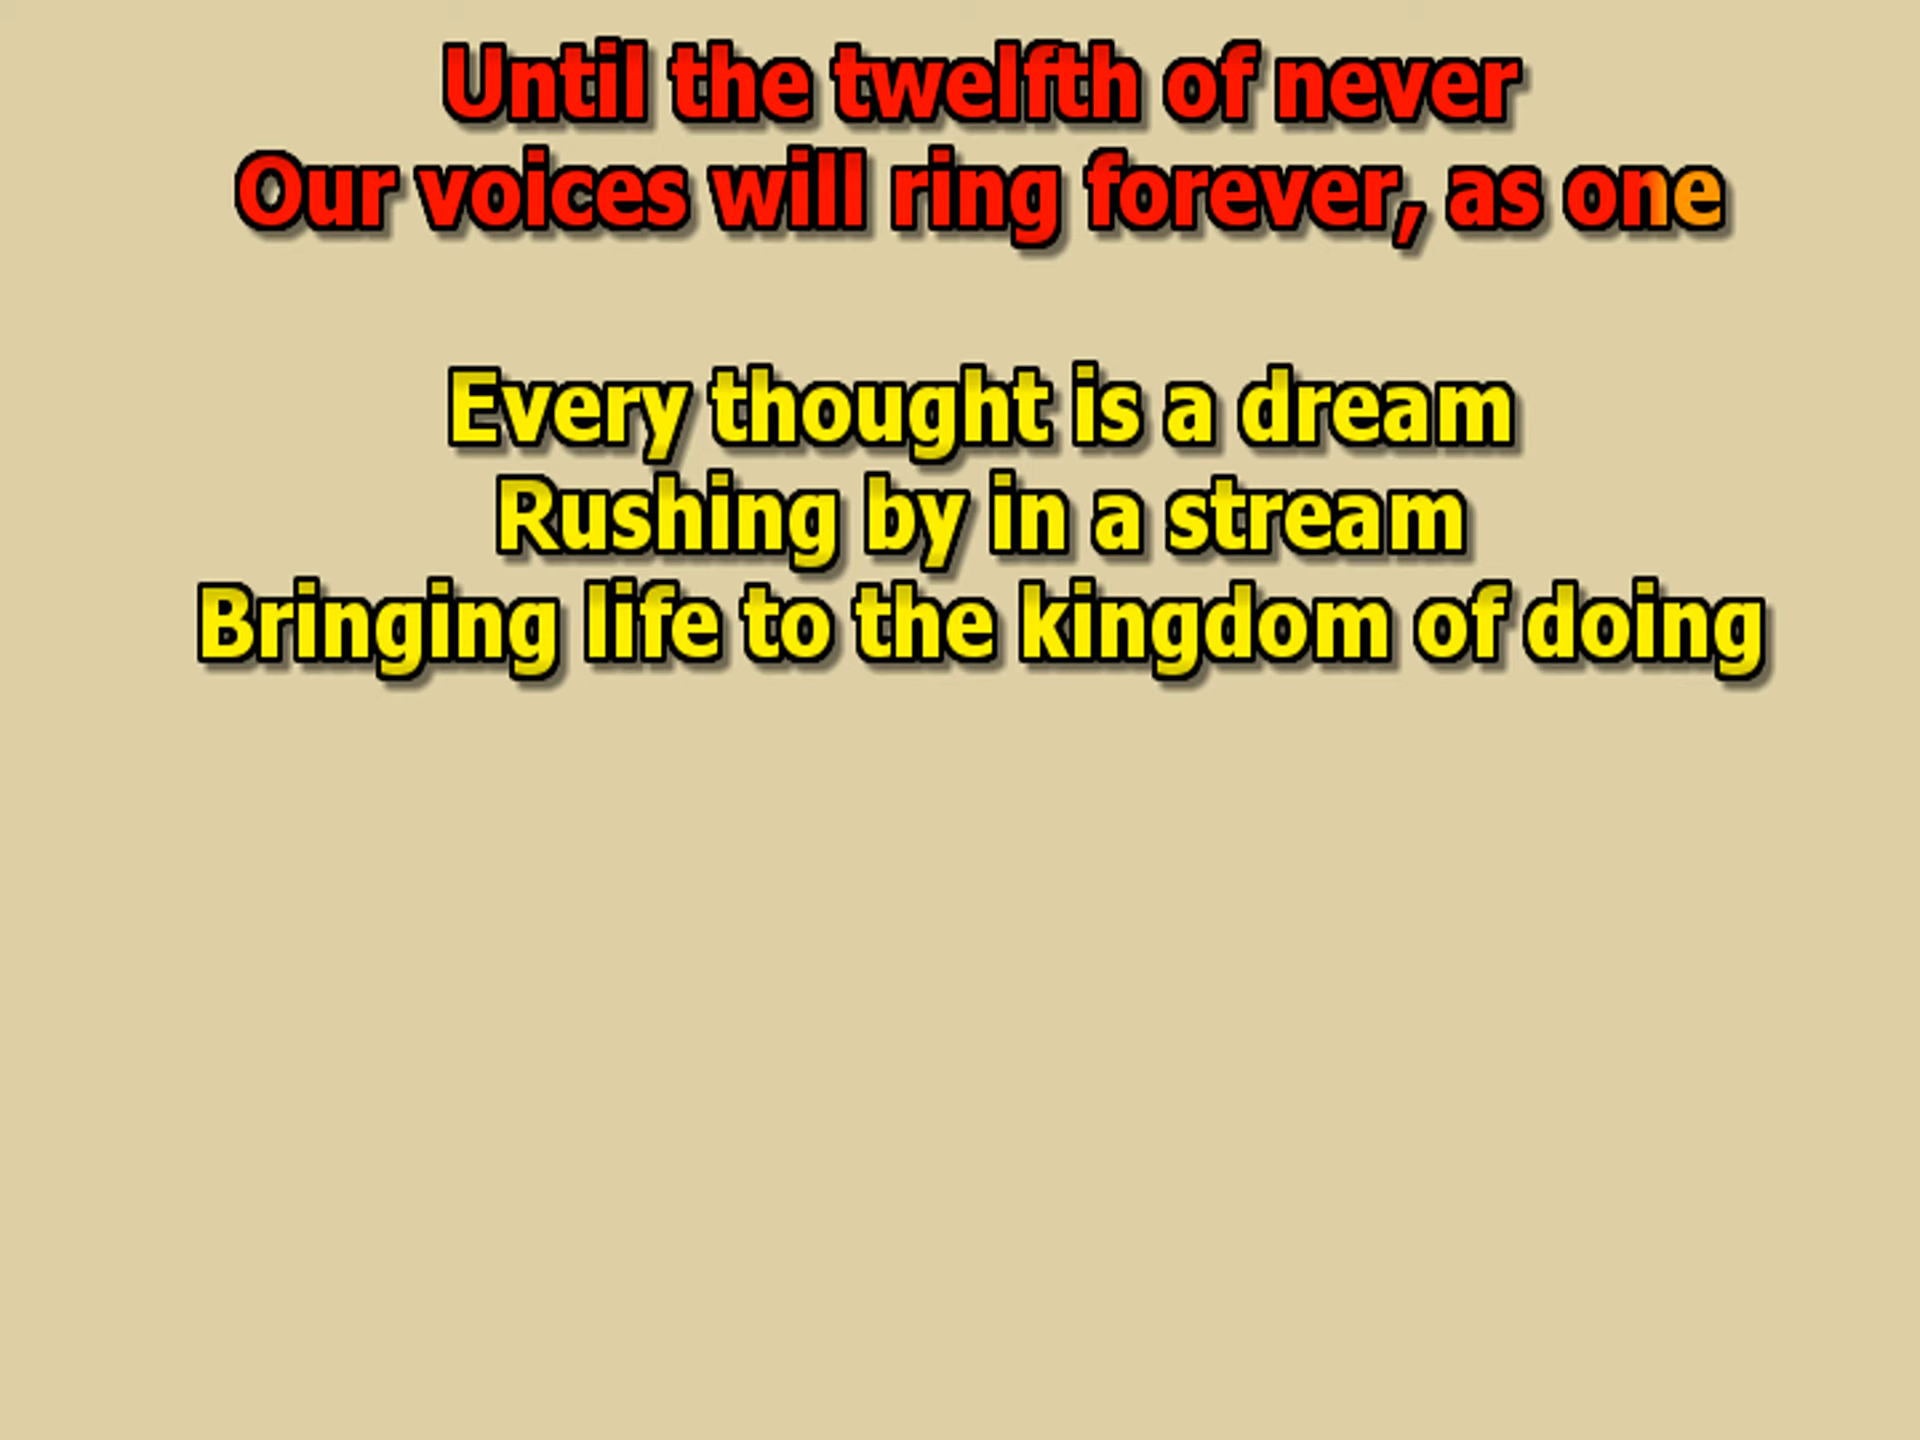 Until the twelfth of never
Our voices will ring forever, as one
Every thought is a dream
Rushing by in a stream
Bringing life to the kingdom of doing